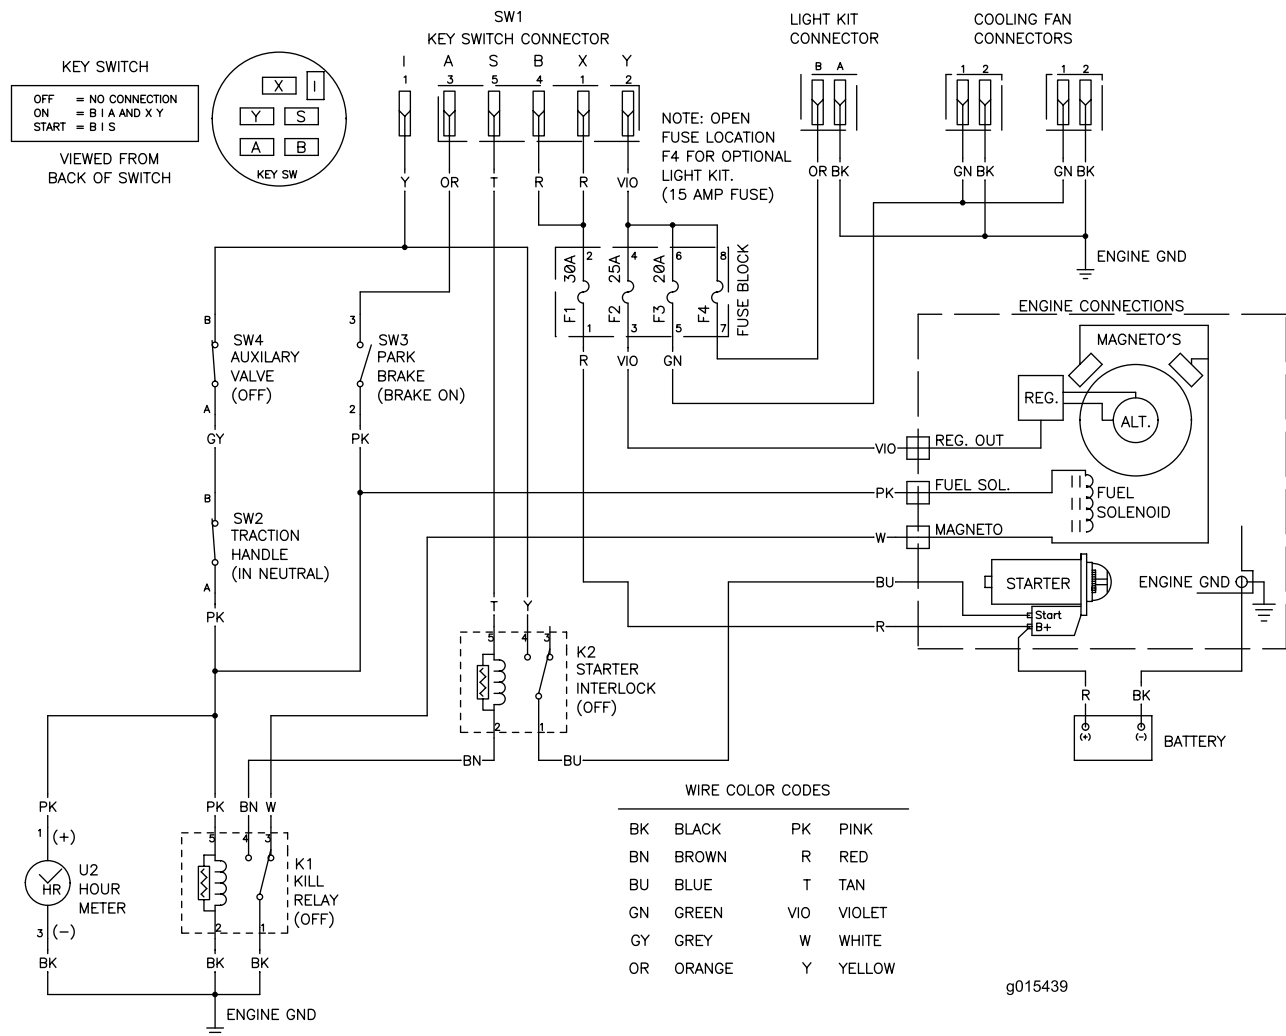 SW1
KEY SWITCH CONNECTOR
I A S B X Y
1 3 5 4 1 2
Y OR T R R VIO
KEY SWITCH
OFF = NO CONNECTION
ON = B I A AND X Y
START = B I S
VIEWED FROM
BACK OF SWITCH
X I
Y S
A B
KEY SW
NOTE: OPEN
FUSE LOCATION
F4 FOR OPTIONAL
LIGHT KIT.
(15 AMP FUSE)
LIGHT KIT
CONNECTOR
B A
OR BK
COOLING FAN
CONNECTORS
1 2 1 2
GN BK GN BK
ENGINE GND
2 4 6 8
30A 25A 20A
F1 F2 F3 F4
1 3 5 7
FUSE BLOCK
R VIO GN
B
SW4
AUXILARY
VALVE
(OFF)
A
GY
3
SW3
PARK
BRAKE
(BRAKE ON)
2
PK
B
SW2
TRACTION
HANDLE
(IN NEUTRAL)
A
PK
ENGINE CONNECTIONS
MAGNETO'S
REG.
ALT.
VIO REG. OUT
PK FUEL SOL.
FUEL
SOLENOID
W MAGNETO
BU
STARTER
ENGINE GND
Start
B+
R
R BK
(+) (-)
BATTERY
T Y
5 4 3
K2
STARTER
INTERLOCK
(OFF)
2 1
BN BU
PK PK BN W
1 (+)
U2
HOUR
METER
HR
3 (-)
BK
5 4 3
K1
KILL
RELAY
(OFF)
2 1
BK BK
ENGINE GND
WIRE COLOR CODES
BK BLACK PK PINK
BN BROWN R RED
BU BLUE T TAN
GN GREEN VIO VIOLET
GY GREY W WHITE
OR ORANGE Y YELLOW
g015439